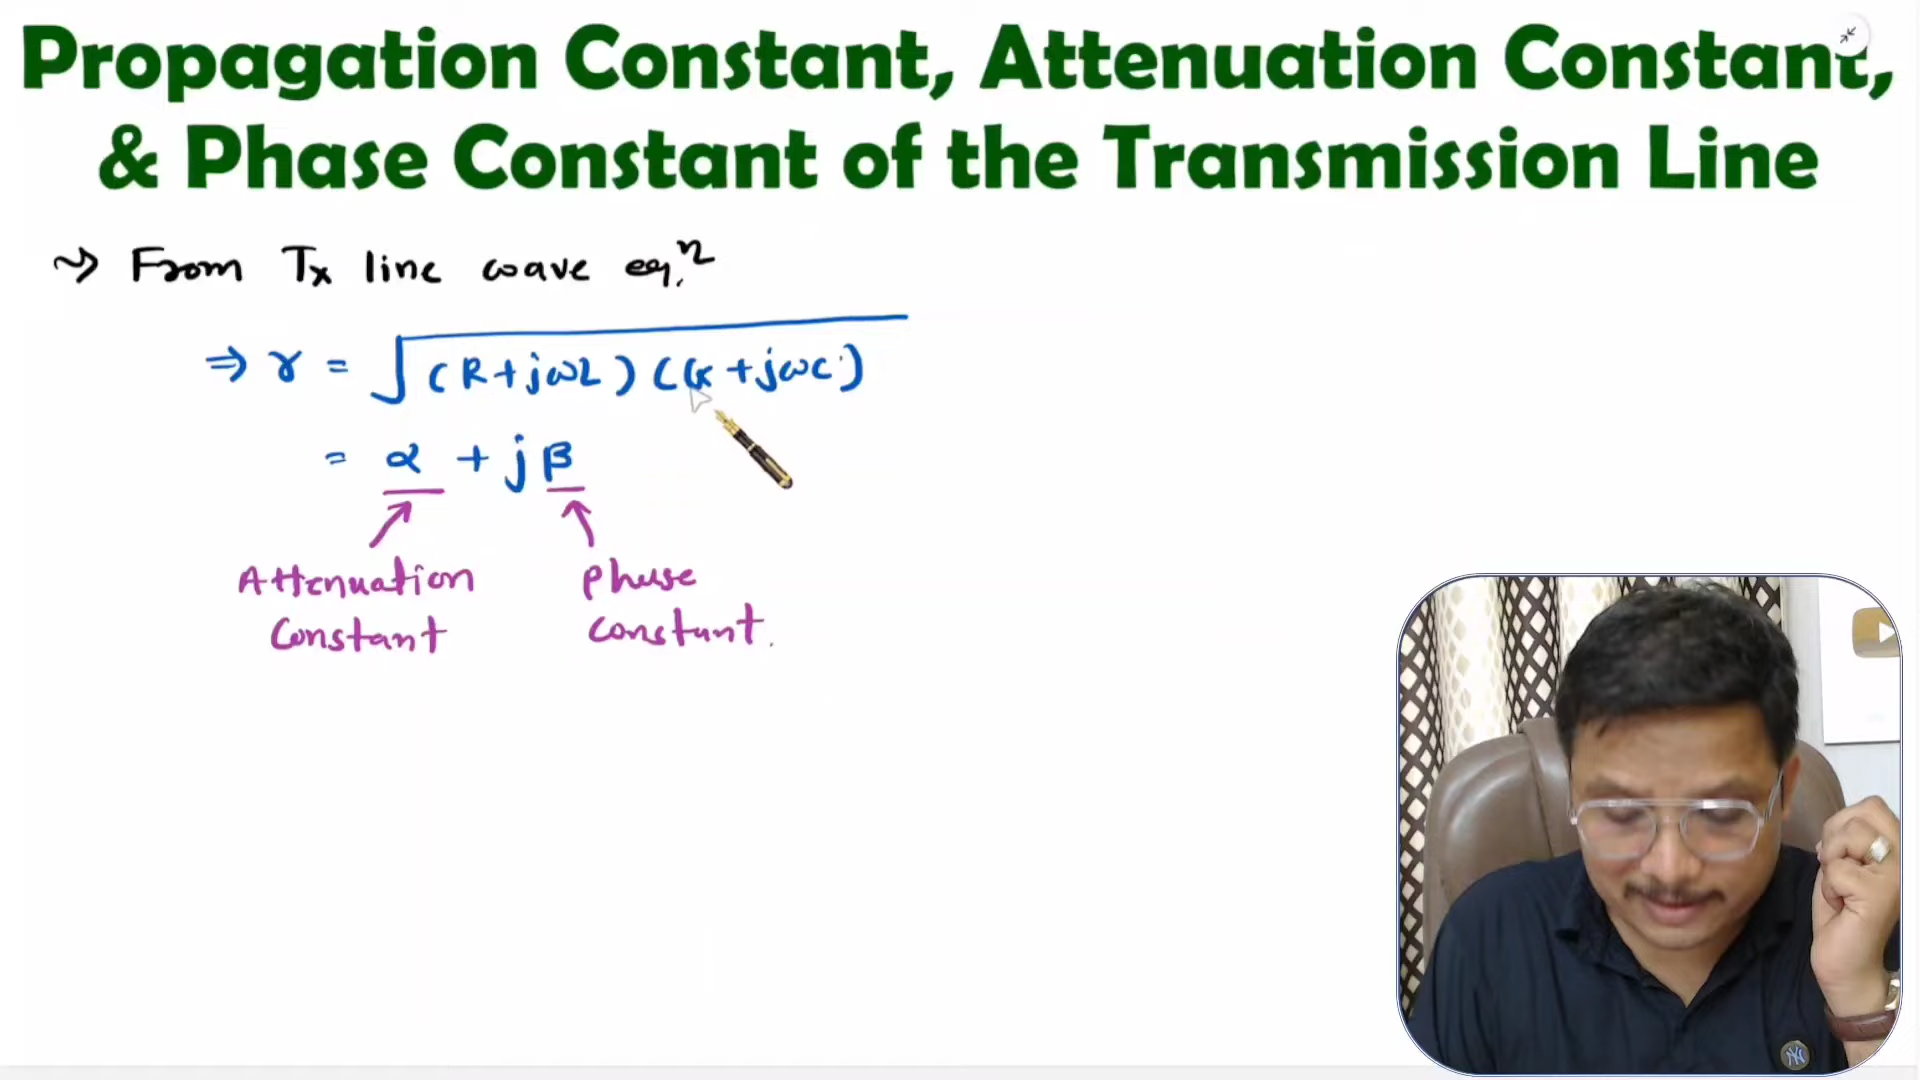 Propagation Constant, Attenuation Constant,
& Phase Constant of the Transmission Line
⇝ From Tx line wave eq.ⁿ
⇒ γ = √(R+jωL)(G+jωC)
= α + jβ
Attenuation Constant
Phase Constant.
NY